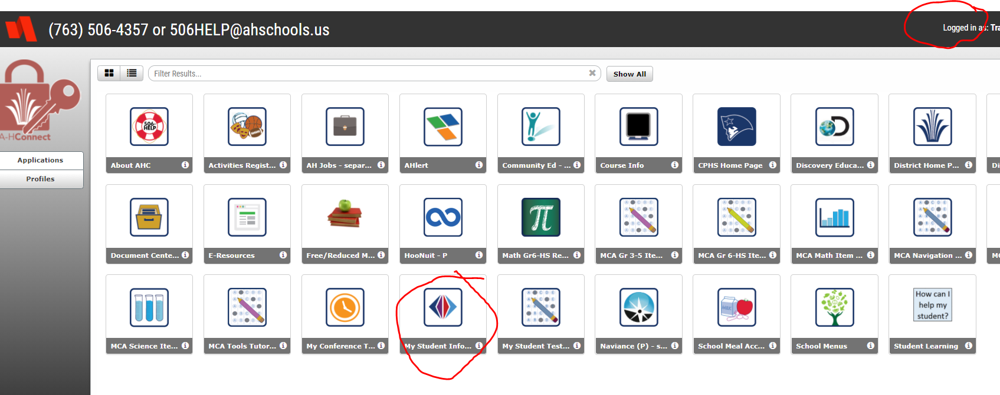 (763) 506-4357 or 506HELP@ahschools.us
Logged in as: Tra
Filter Results...
Show All
A-HConnect
Applications
Profiles
506-
HELP
About AHC
Activities Regist...
AH Jobs - separ...
AHlert
Community Ed - ...
Course Info
CPHS Home Page
Discovery Educa...
District Home P...
Di
Document Cente...
E-Resources
Free/Reduced M...
HooNuit - P
Math Gr6-HS Re...
MCA Gr 3-5 Ite...
MCA Gr 6-HS Ite...
MCA Math Item ...
MCA Navigation ...
MC
How can I
help my
student?
MCA Science Ite...
MCA Tools Tutor...
My Conference T...
My Student Info...
My Student Test...
Naviance (P) - s...
School Meal Acc...
School Menus
Student Learning